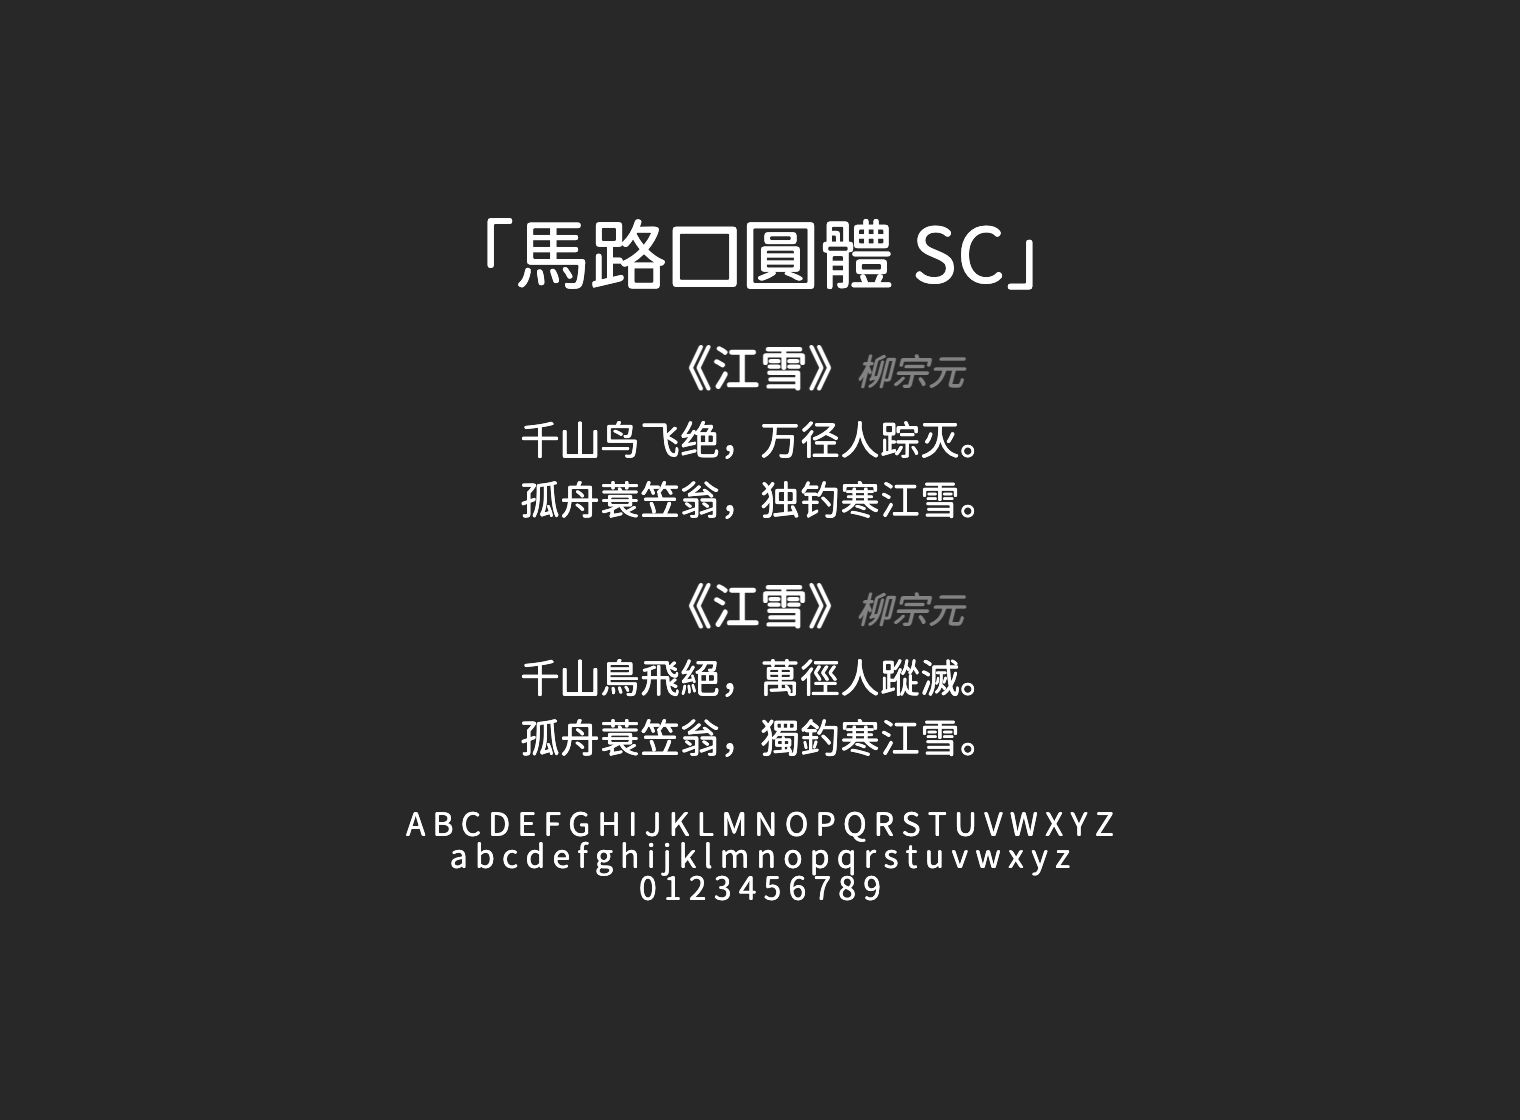 「馬路口圓體 SC」
《江雪》 柳宗元
千山鸟飞绝，万径人踪灭。
孤舟蓑笠翁，独钓寒江雪。
《江雪》 柳宗元
千山鳥飛絕，萬徑人蹤滅。
孤舟蓑笠翁，獨釣寒江雪。
A B C D E F G H I J K L M N O P Q R S T U V W X Y Z
a b c d e f g h i j k l m n o p q r s t u v w x y z
0 1 2 3 4 5 6 7 8 9